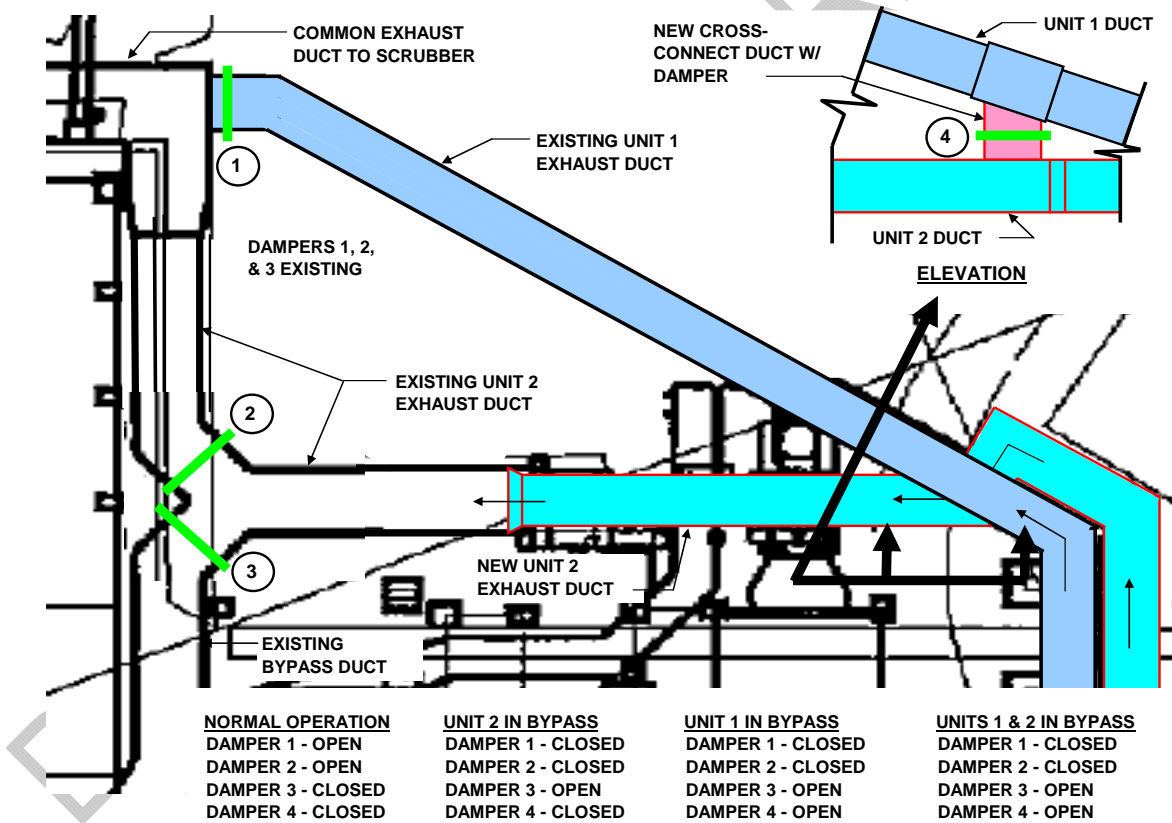 COMMON EXHAUST
DUCT TO SCRUBBER
NEW CROSS-
CONNECT DUCT W/
DAMPER
UNIT 1 DUCT
4
1
EXISTING UNIT 1
EXHAUST DUCT
UNIT 2 DUCT
DAMPERS 1, 2,
& 3 EXISTING
ELEVATION
EXISTING UNIT 2
EXHAUST DUCT
2
3
NEW UNIT 2
EXHAUST DUCT
EXISTING
BYPASS DUCT
NORMAL OPERATION
DAMPER 1 - OPEN
DAMPER 2 - OPEN
DAMPER 3 - CLOSED
DAMPER 4 - CLOSED
UNIT 2 IN BYPASS
DAMPER 1 - CLOSED
DAMPER 2 - CLOSED
DAMPER 3 - OPEN
DAMPER 4 - CLOSED
UNIT 1 IN BYPASS
DAMPER 1 - CLOSED
DAMPER 2 - CLOSED
DAMPER 3 - OPEN
DAMPER 4 - OPEN
UNITS 1 & 2 IN BYPASS
DAMPER 1 - CLOSED
DAMPER 2 - CLOSED
DAMPER 3 - OPEN
DAMPER 4 - OPEN